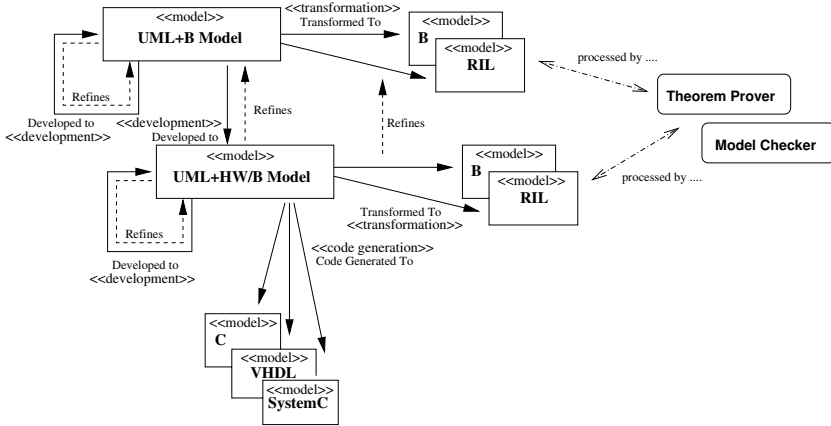 <<model>>
UML+B Model
<<transformation>>
Transformed To
<<model>>
B
<<model>>
RIL
processed by ....
Theorem Prover
Model Checker
processed by ....
Refines
Developed to
<<development>>
<<development>>
Developed to
Refines
Refines
<<model>>
UML+HW/B Model
<<model>>
B
<<model>>
RIL
Transformed To
<<transformation>>
Refines
Developed to
<<development>>
<<code generation>>
Code Generated To
<<model>>
C
<<model>>
VHDL
<<model>>
SystemC